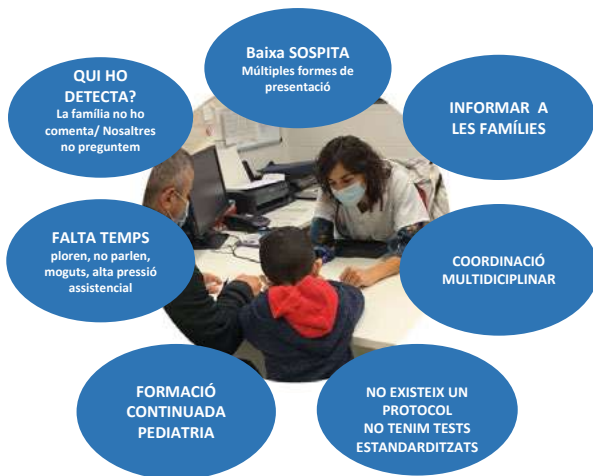 Baixa SOSPITA
Múltiples formes de
presentació
QUI HO
DETECTA?
La família no ho
comenta/ Nosaltres
no preguntem
INFORMAR A
LES FAMÍLIES
FALTA TEMPS
ploren, no parlen,
moguts, alta pressió
assistencial
COORDINACIÓ
MULTIDICIPLINAR
FORMACIÓ
CONTINUADA
PEDIATRIA
NO EXISTEIX UN
PROTOCOL
NO TENIM TESTS
ESTANDARDITZATS